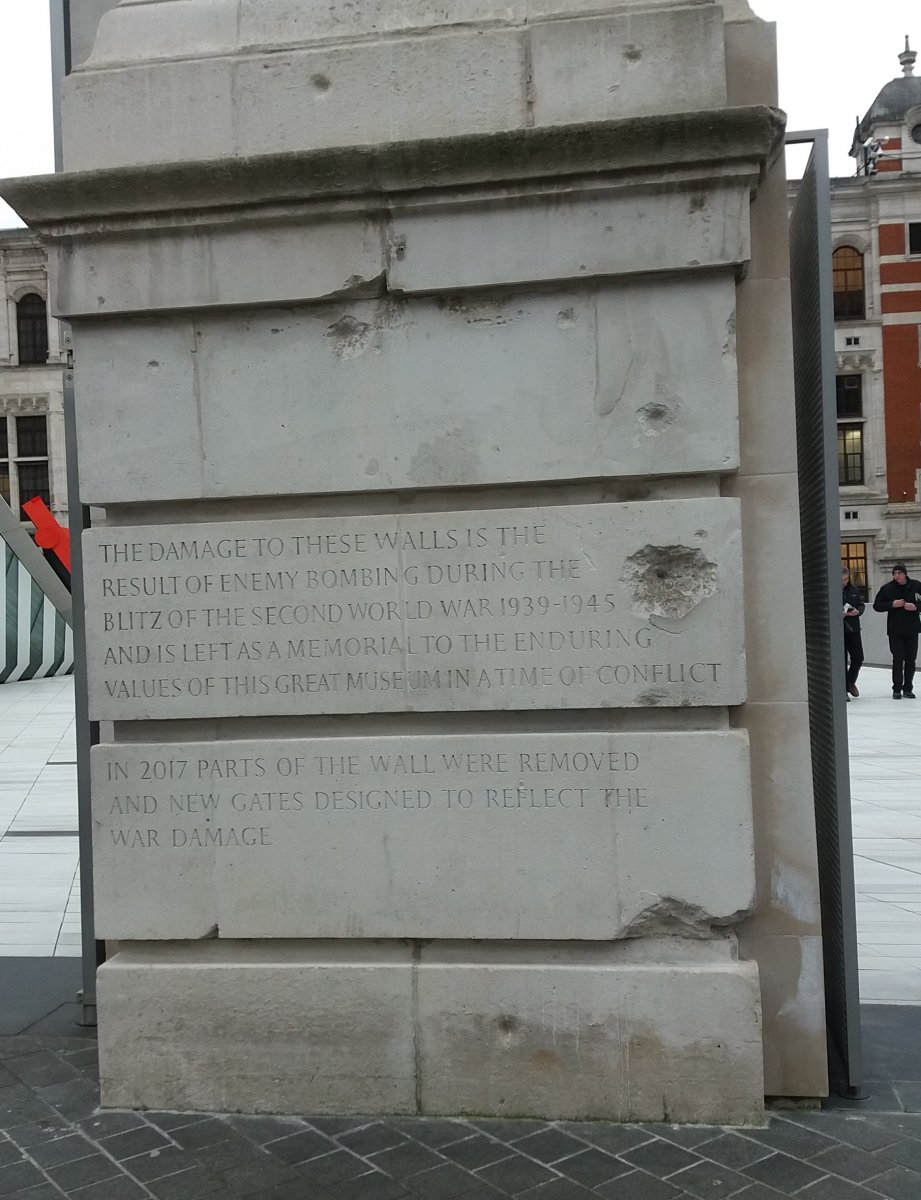 THE DAMAGE TO THESE WALLS IS THE
RESULT OF ENEMY BOMBING DURING THE
BLITZ OF THE SECOND WORLD WAR 1939-1945
AND IS LEFT AS A MEMORIAL TO THE ENDURING
VALUES OF THIS GREAT MUSEUM IN A TIME OF CONFLICT
IN 2017 PARTS OF THE WALL WERE REMOVED
AND NEW GATES DESIGNED TO REFLECT THE
WAR DAMAGE